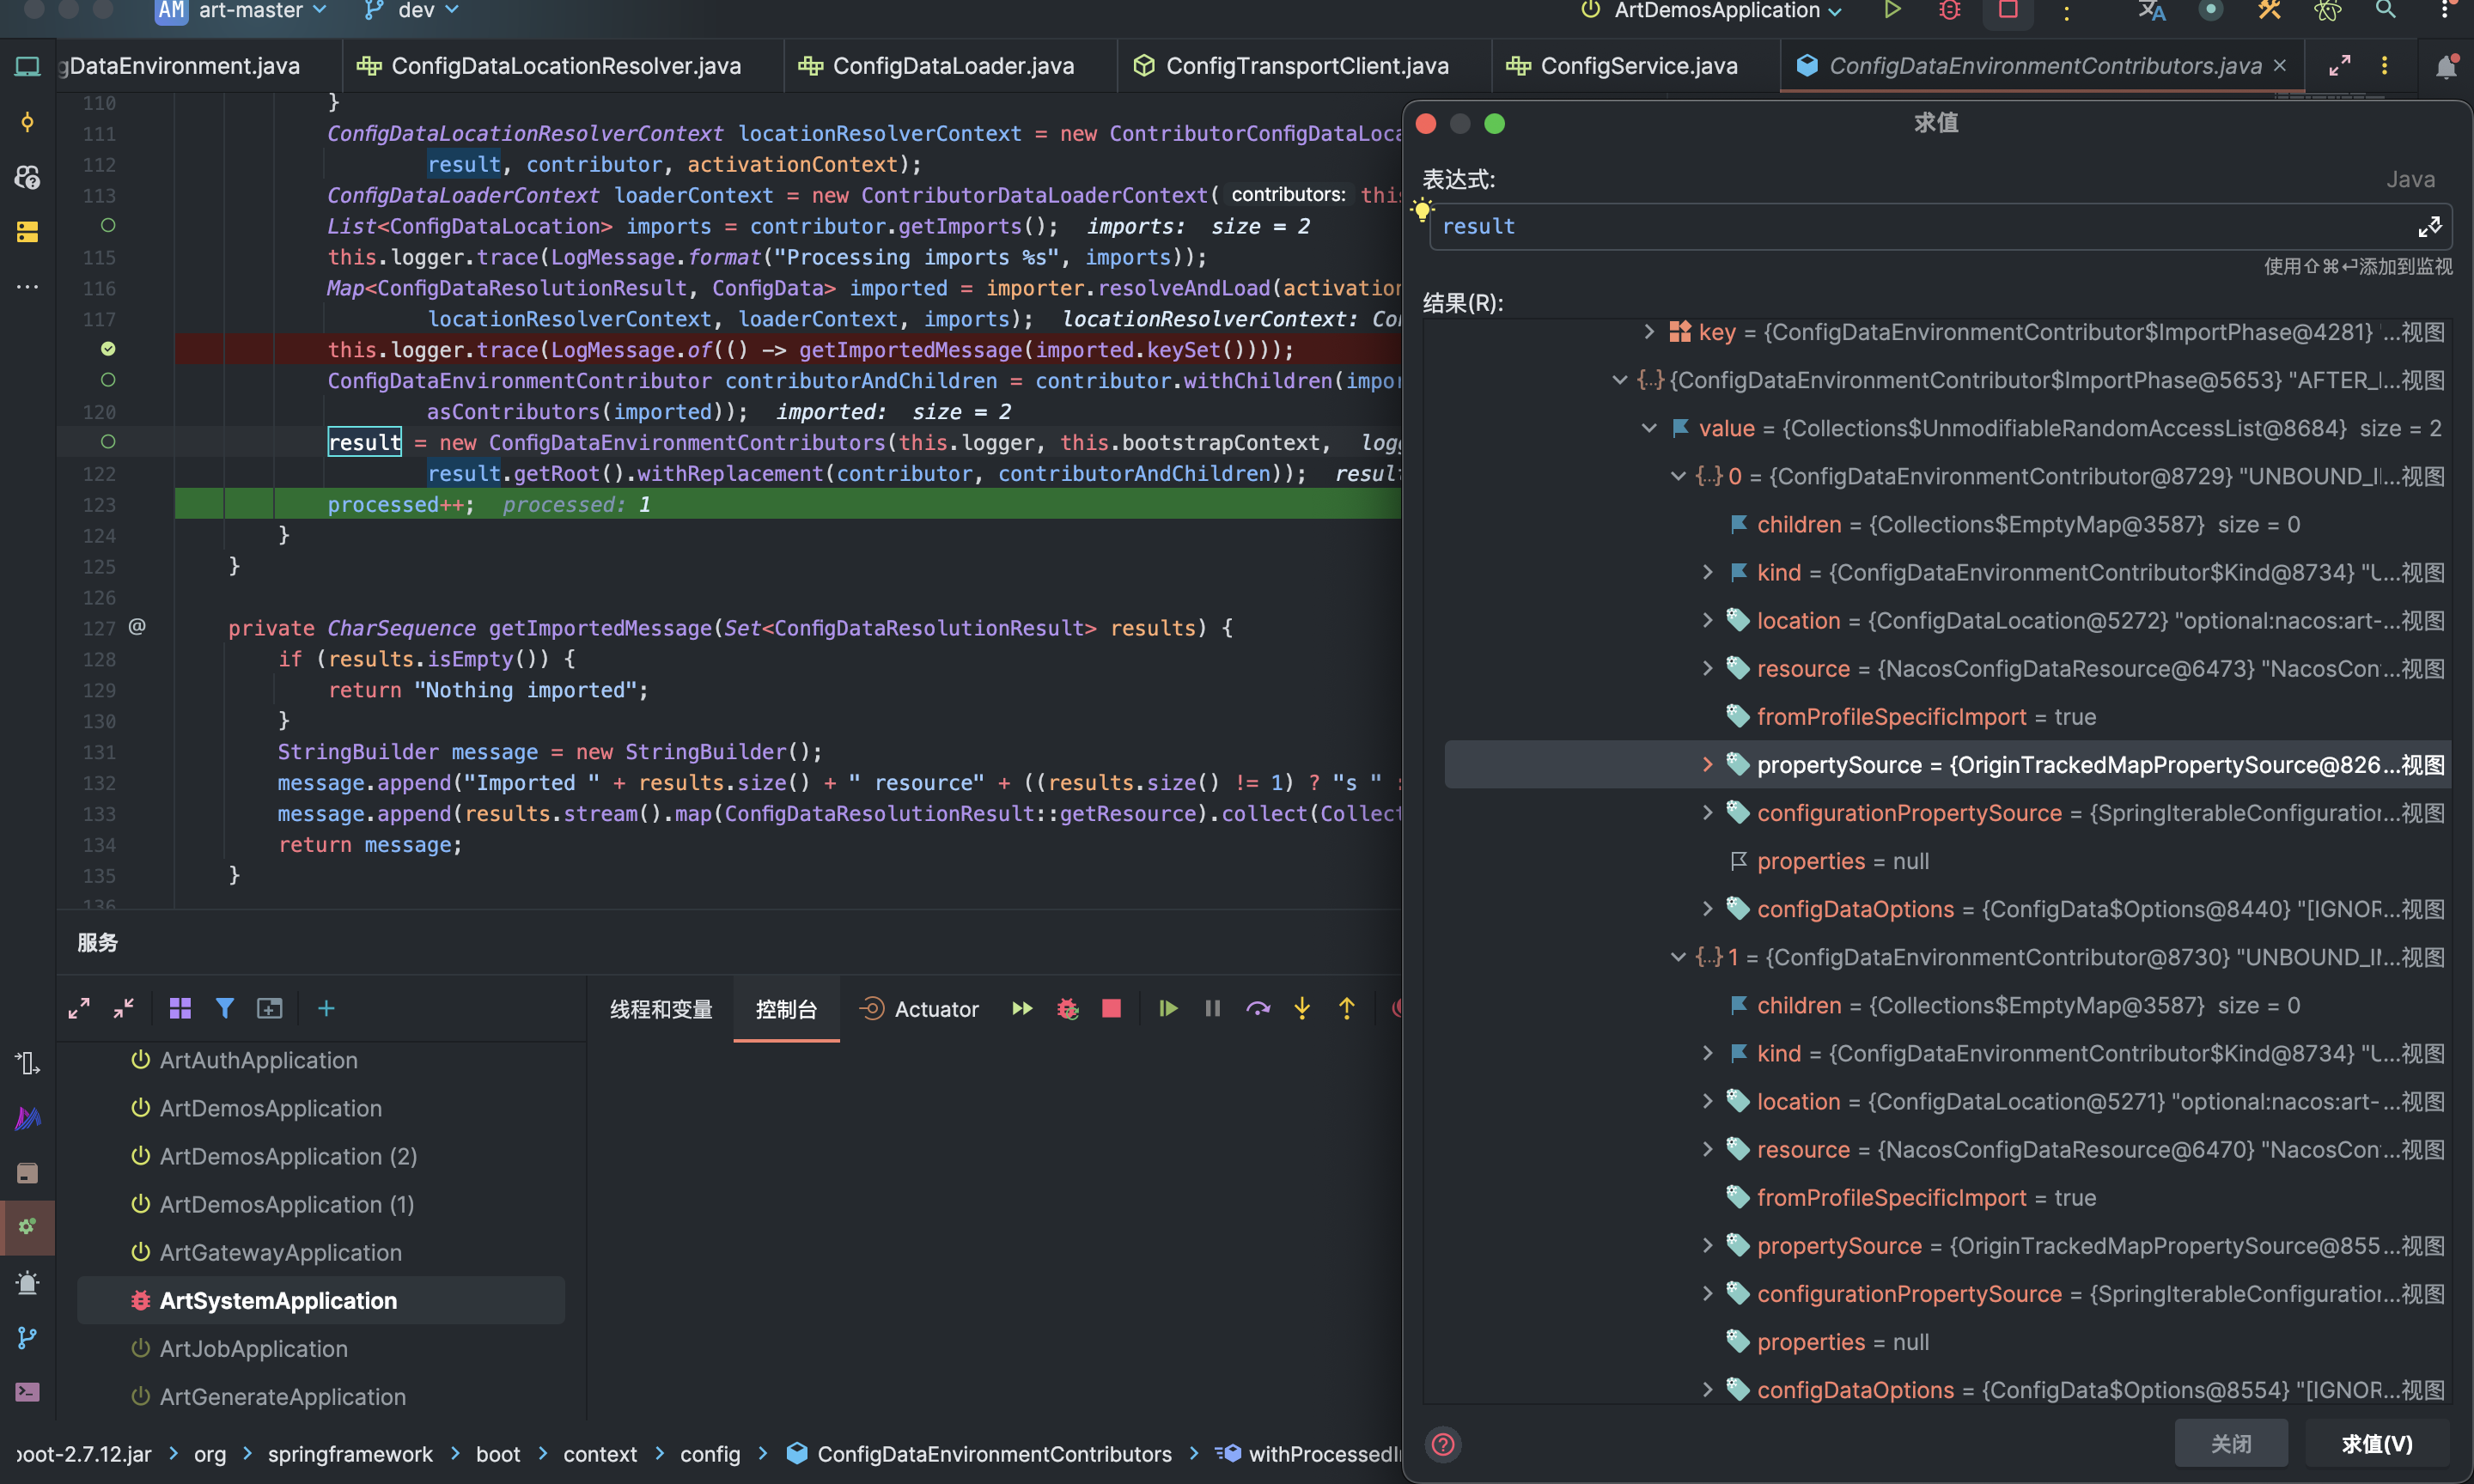 AM art-master dev
ArtDemosApplication
gDataEnvironment.java
ConfigDataLocationResolver.java
ConfigDataLoader.java
ConfigTransportClient.java
ConfigService.java
ConfigDataEnvironmentContributors.java
110 }
111 ConfigDataLocationResolverContext locationResolverContext = new ContributorConfigDataLoca
112 result, contributor, activationContext);
113 ConfigDataLoaderContext loaderContext = new ContributorDataLoaderContext( contributors: this
List<ConfigDataLocation> imports = contributor.getImports(); imports: size = 2
115 this.logger.trace(LogMessage.format("Processing imports %s", imports));
116 Map<ConfigDataResolutionResult, ConfigData> imported = importer.resolveAndLoad(activation
117 locationResolverContext, loaderContext, imports); locationResolverContext: Con
this.logger.trace(LogMessage.of(() -> getImportedMessage(imported.keySet())));
ConfigDataEnvironmentContributor contributorAndChildren = contributor.withChildren(impor
120 asContributors(imported)); imported: size = 2
result = new ConfigDataEnvironmentContributors(this.logger, this.bootstrapContext, logg
122 result.getRoot().withReplacement(contributor, contributorAndChildren)); result
123 processed++; processed: 1
124 }
125 }
126
127 @ private CharSequence getImportedMessage(Set<ConfigDataResolutionResult> results) {
128 if (results.isEmpty()) {
129 return "Nothing imported";
130 }
131 StringBuilder message = new StringBuilder();
132 message.append("Imported " + results.size() + " resource" + ((results.size() != 1) ? "s " :
133 message.append(results.stream().map(ConfigDataResolutionResult::getResource).collect(Collect
134 return message;
135 }
136
服务
线程和变量 控制台 Actuator
ArtAuthApplication
ArtDemosApplication
ArtDemosApplication (2)
ArtDemosApplication (1)
ArtGatewayApplication
ArtSystemApplication
ArtJobApplication
ArtGenerateApplication
boot-2.7.12.jar org springframework boot context config ConfigDataEnvironmentContributors withProcessedI
求值
表达式: Java
result
使用⇧⌘↩添加到监视
结果(R):
key = {ConfigDataEnvironmentContributor$ImportPhase@4281} "...视图
{...} {ConfigDataEnvironmentContributor$ImportPhase@5653} "AFTER_...视图
value = {Collections$UnmodifiableRandomAccessList@8684} size = 2
{...} 0 = {ConfigDataEnvironmentContributor@8729} "UNBOUND_I...视图
children = {Collections$EmptyMap@3587} size = 0
kind = {ConfigDataEnvironmentContributor$Kind@8734} "U...视图
location = {ConfigDataLocation@5272} "optional:nacos:art-...视图
resource = {NacosConfigDataResource@6473} "NacosCon...视图
fromProfileSpecificImport = true
propertySource = {OriginTrackedMapPropertySource@826...视图
configurationPropertySource = {SpringIterableConfiguration...视图
properties = null
configDataOptions = {ConfigData$Options@8440} "[IGNOR...视图
{...} 1 = {ConfigDataEnvironmentContributor@8730} "UNBOUND_I...视图
children = {Collections$EmptyMap@3587} size = 0
kind = {ConfigDataEnvironmentContributor$Kind@8734} "U...视图
location = {ConfigDataLocation@5271} "optional:nacos:art-...视图
resource = {NacosConfigDataResource@6470} "NacosCon...视图
fromProfileSpecificImport = true
propertySource = {OriginTrackedMapPropertySource@855...视图
configurationPropertySource = {SpringIterableConfiguration...视图
properties = null
configDataOptions = {ConfigData$Options@8554} "[IGNOR...视图
关闭 求值(V)